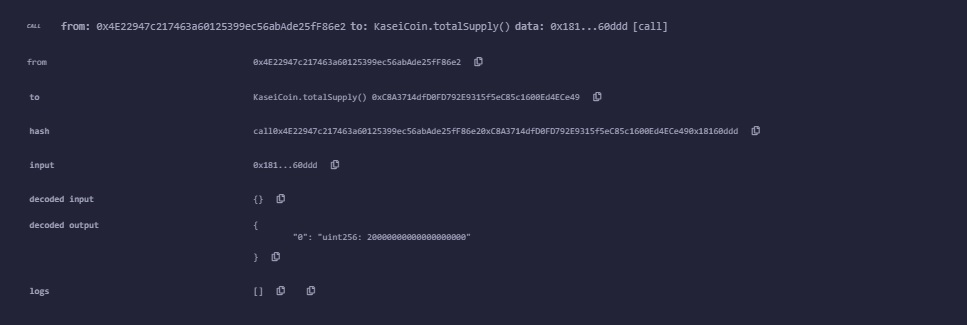 CALL from: 0x4E22947c217463a60125399ec56abAde25fF86e2 to: KaseiCoin.totalSupply() data: 0x181...60ddd [call]
from 0x4E22947c217463a60125399ec56abAde25fF86e2
to KaseiCoin.totalSupply() 0xC8A3714dfD0FD792E9315f5eC85c1600Ed4ECe49
hash call0x4E22947c217463a60125399ec56abAde25fF86e20xC8A3714dfD0FD792E9315f5eC85c1600Ed4ECe490x18160ddd
input 0x181...60ddd
decoded input {}
decoded output {
"0": "uint256: 20000000000000000000"
}
logs []